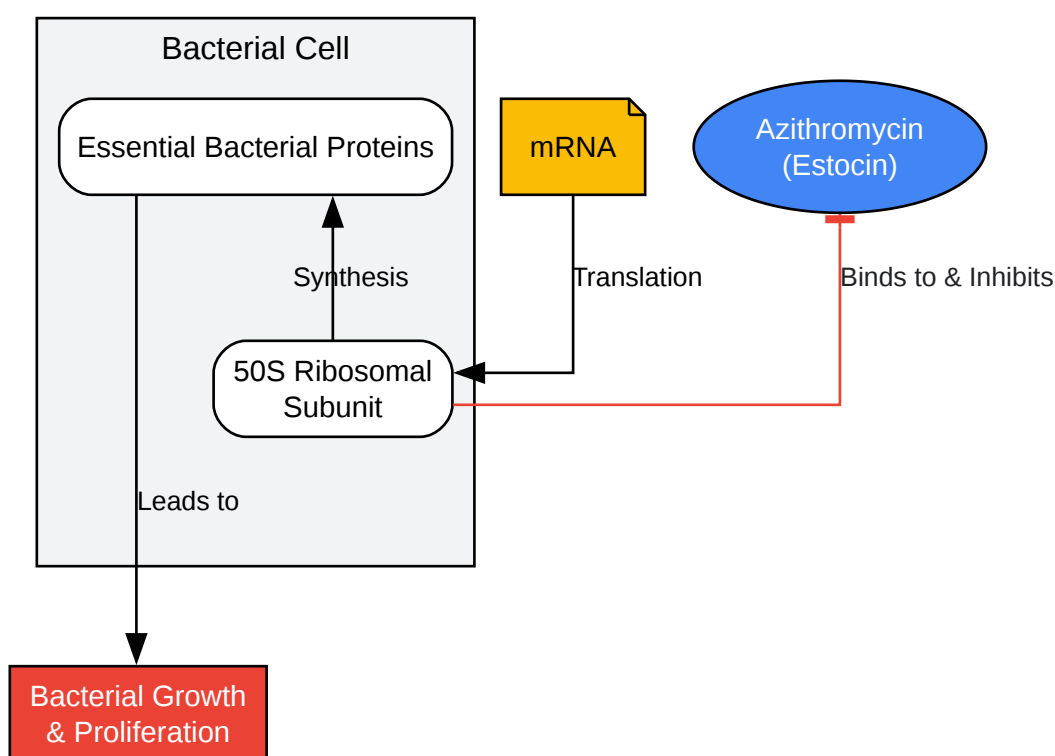 Bacterial Cell
Essential Bacterial Proteins
mRNA
Azithromycin
(Estocin)
Synthesis
Translation
Binds to & Inhibits
50S Ribosomal
Subunit
Leads to
Bacterial Growth
& Proliferation